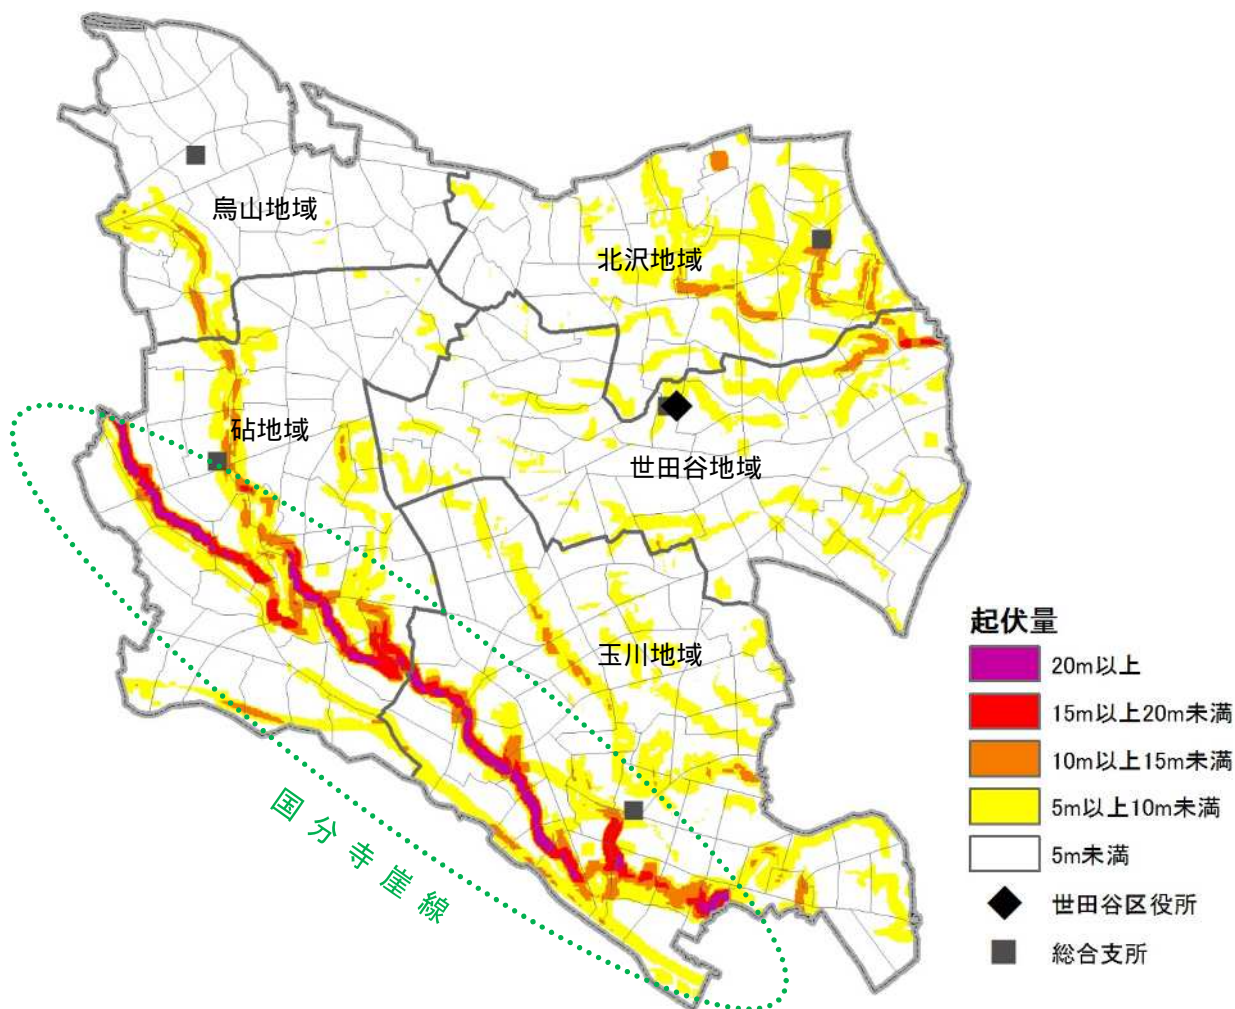 烏山地域
北沢地域
砧地域
世田谷地域
玉川地域
国分寺崖線
起伏量
20m以上
15m以上20m未満
10m以上15m未満
5m以上10m未満
5m未満
世田谷区役所
総合支所